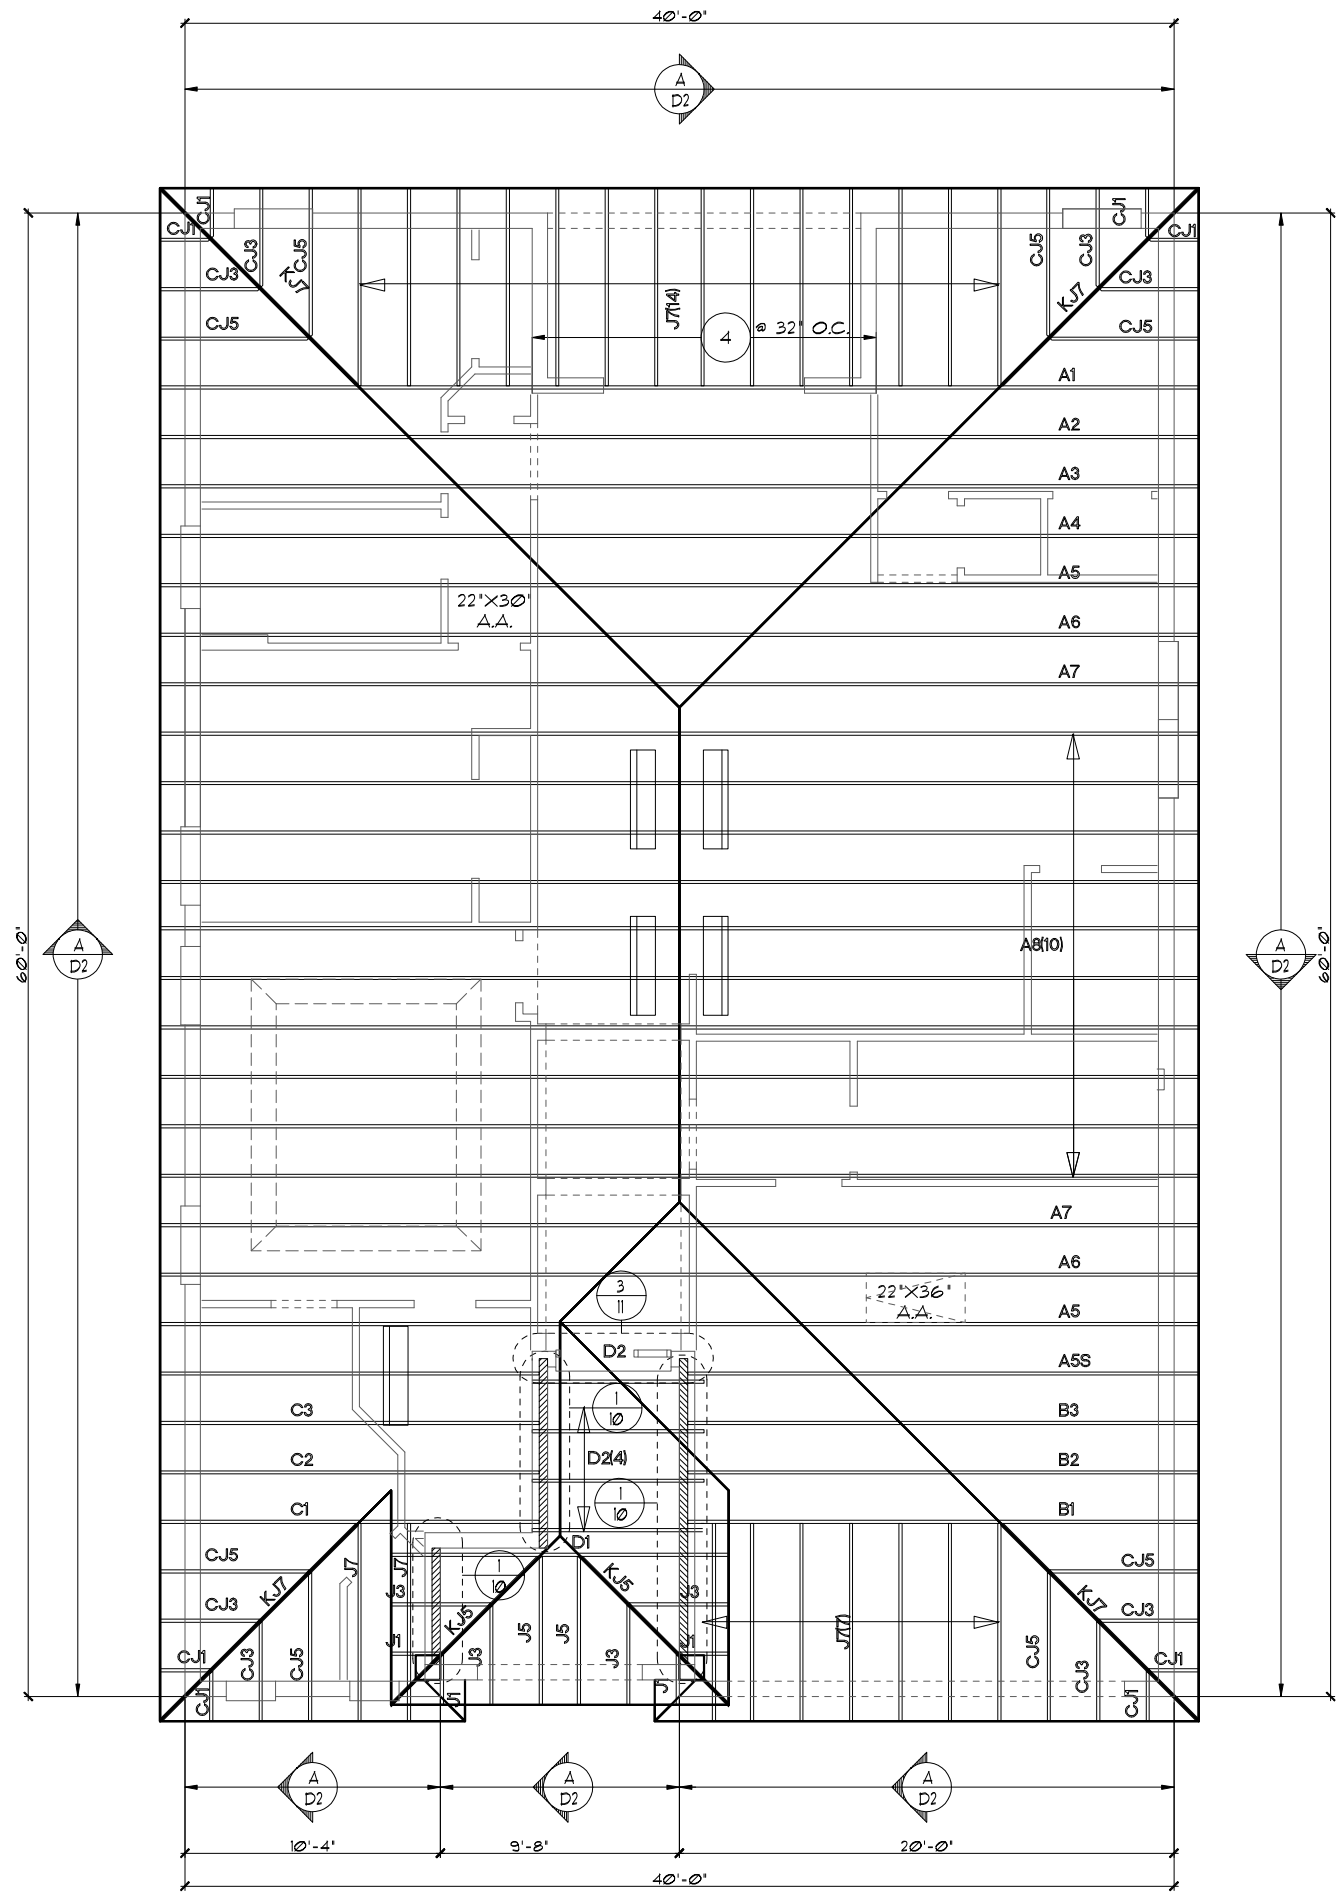 40'-0"
A
D2
CJ1
CJ1
CJ3
CJ5
KJ7
CJ3
CJ5
CJ1
CJ1
CJ3
CJ5
KJ7
CJ3
CJ5
J7(14)
4
@ 32" O.C.
A1
A2
A3
A4
A5
22"X30"
A.A.
A6
A7
60'-0"
A
D2
A8(10)
A
D2
60'-0"
A7
A6
22"X36"
A.A.
3
11
A5
D2
A5S
C3
1
10
B3
C2
D2(4)
B2
1
10
C1
B1
D1
CJ5
J7
J7
1
10
CJ5
KJ7
J3
KJ5
J3
KJ7
CJ3
CJ3
J1
KJ5
J5
J5
J1
J7(7)
CJ1
CJ3
CJ5
J3
J3
CJ5
CJ3
CJ1
CJ1
J1
J
CJ1
A
D2
A
D2
A
D2
10'-4"
9'-8"
20'-0"
40'-0"